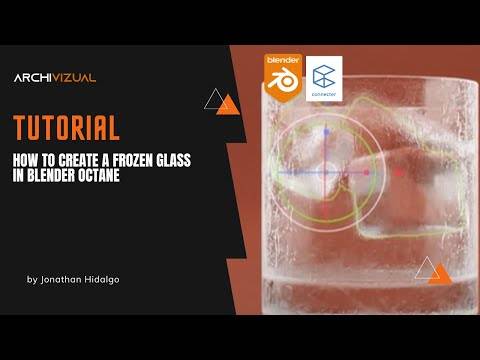 ARCHIVIZUAL
blender
connecter
TUTORIAL
HOW TO CREATE A FROZEN GLASS
IN BLENDER OCTANE
by Jonathan Hidalgo